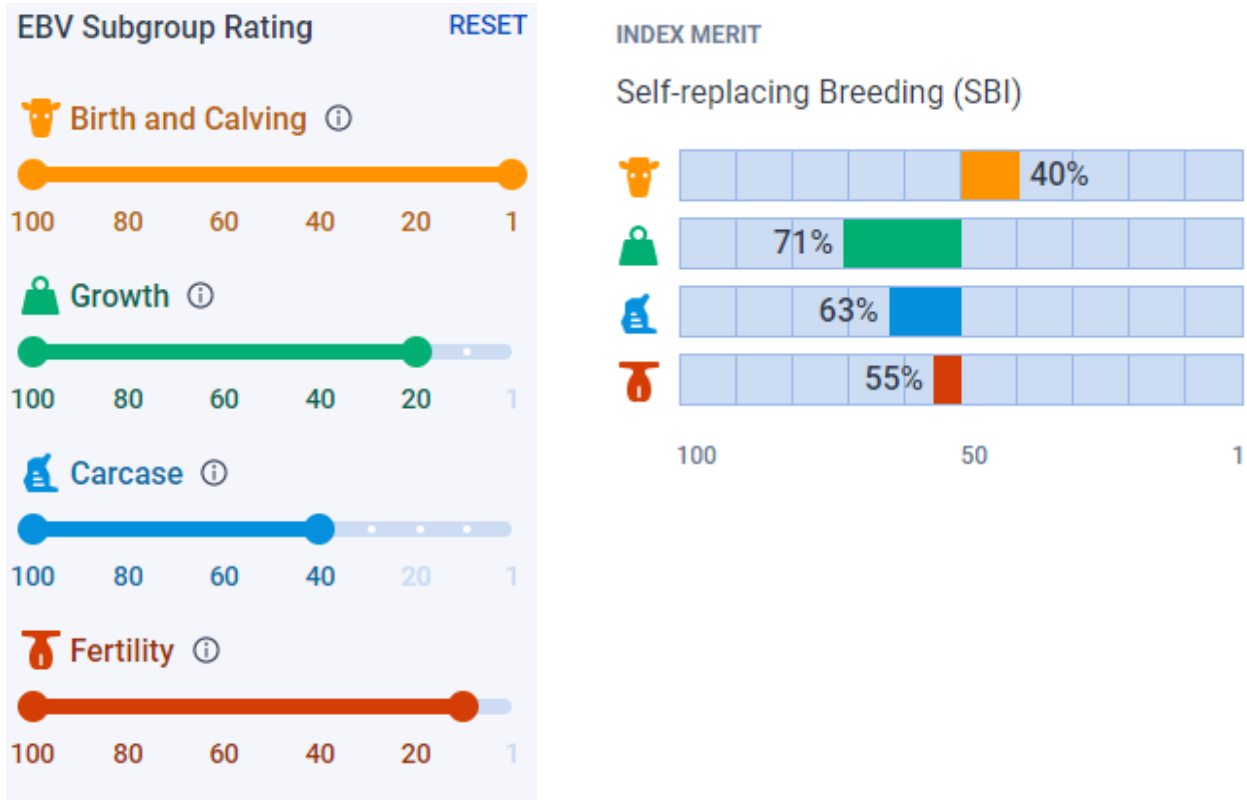 EBV Subgroup Rating RESET
Birth and Calving
100 80 60 40 20 1
Growth
100 80 60 40 20 1
Carcase
100 80 60 40 20 1
Fertility
100 80 60 40 20 1
INDEX MERIT
Self-replacing Breeding (SBI)
40%
71%
63%
55%
100 50 1